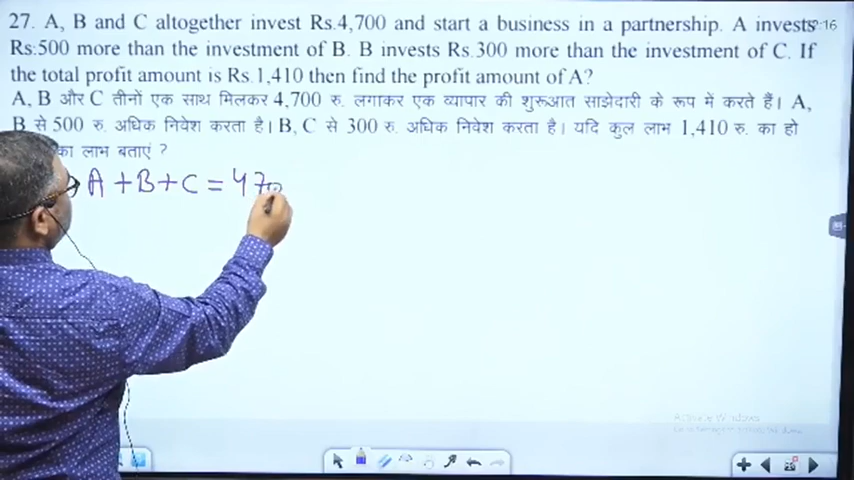 27. A, B and C altogether invest Rs.4,700 and start a business in a partnership. A invests
Rs.500 more than the investment of B. B invests Rs.300 more than the investment of C. If
the total profit amount is Rs.1,410 then find the profit amount of A?
A, B और C तीनों एक साथ मिलकर 4,700 रु. लगाकर एक व्यापार की शुरूआत साझेदारी के रूप में करते हैं। A,
B से 500 रु. अधिक निवेश करता है। B, C से 300 रु. अधिक निवेश करता है। यदि कुल लाभ 1,410 रु. का हो
का लाभ बताएं ?
A + B + C = 470
Activate Windows